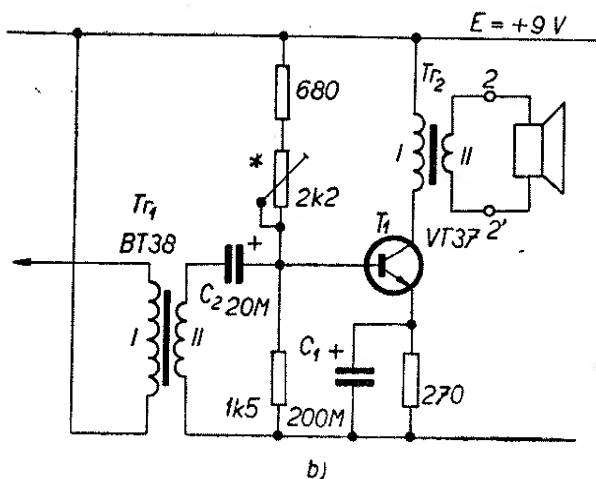 E = +9 V
Tr₂
680
2
I
II
*
2k2
2'
Tr₁
BT38
T₁
VT37
+
C₂
20M
I
II
C₁
+
1k5
200M
270
b)